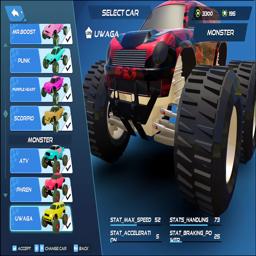 SELECT CAR
3300
195
UWAGA
MONSTER
MR.BOOST
PUNK
PURPLE HEART
SCORPIO
MONSTER
ATV
PHREN
UWAGA
STAT_MAX_SPEED 52
STATS_HANDLING 73
STAT_ACCELERATI
ON 5
STAT_BRAKING_PO
WER.. 25
ACCEPT
CHANGE CAR
BACK